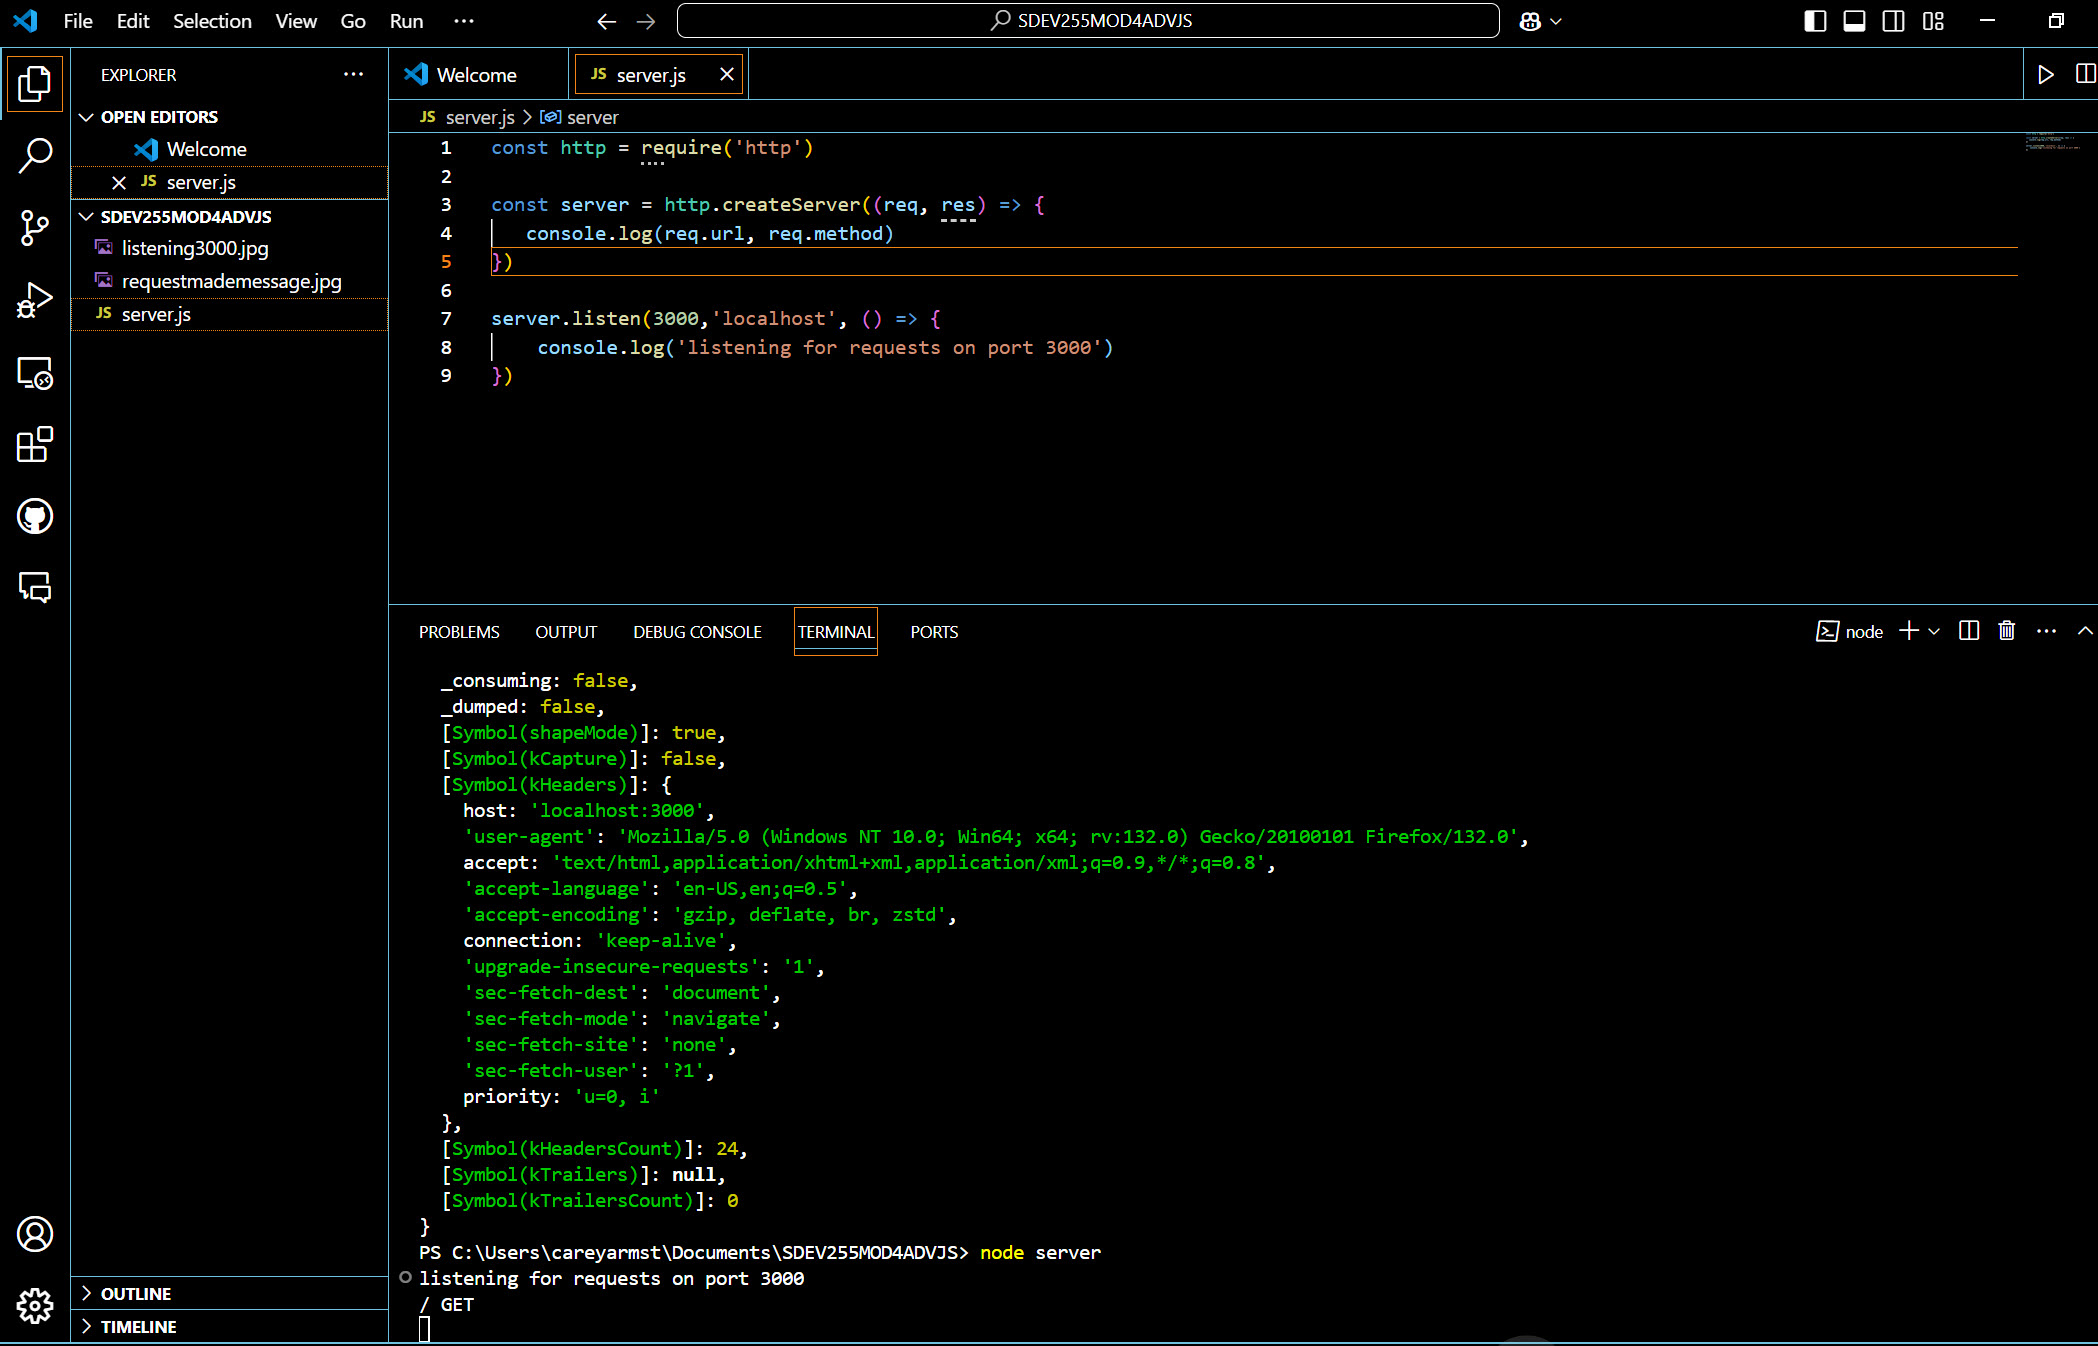 File Edit Selection View Go Run ···
SDEV255MOD4ADVJS
EXPLORER
OPEN EDITORS
Welcome
JS server.js
SDEV255MOD4ADVJS
listening3000.jpg
requestmademessage.jpg
JS server.js
OUTLINE
TIMELINE
Welcome
JS server.js
JS server.js > server
1 const http = require('http')
2
3 const server = http.createServer((req, res) => {
4 console.log(req.url, req.method)
5 })
6
7 server.listen(3000,'localhost', () => {
8 console.log('listening for requests on port 3000')
9 })
PROBLEMS OUTPUT DEBUG CONSOLE TERMINAL PORTS
node
_consuming: false,
_dumped: false,
[Symbol(shapeMode)]: true,
[Symbol(kCapture)]: false,
[Symbol(kHeaders)]: {
host: 'localhost:3000',
'user-agent': 'Mozilla/5.0 (Windows NT 10.0; Win64; x64; rv:132.0) Gecko/20100101 Firefox/132.0',
accept: 'text/html,application/xhtml+xml,application/xml;q=0.9,*/*;q=0.8',
'accept-language': 'en-US,en;q=0.5',
'accept-encoding': 'gzip, deflate, br, zstd',
connection: 'keep-alive',
'upgrade-insecure-requests': '1',
'sec-fetch-dest': 'document',
'sec-fetch-mode': 'navigate',
'sec-fetch-site': 'none',
'sec-fetch-user': '?1',
priority: 'u=0, i'
},
[Symbol(kHeadersCount)]: 24,
[Symbol(kTrailers)]: null,
[Symbol(kTrailersCount)]: 0
}
PS C:\Users\careyarmst\Documents\SDEV255MOD4ADVJS> node server
listening for requests on port 3000
/ GET